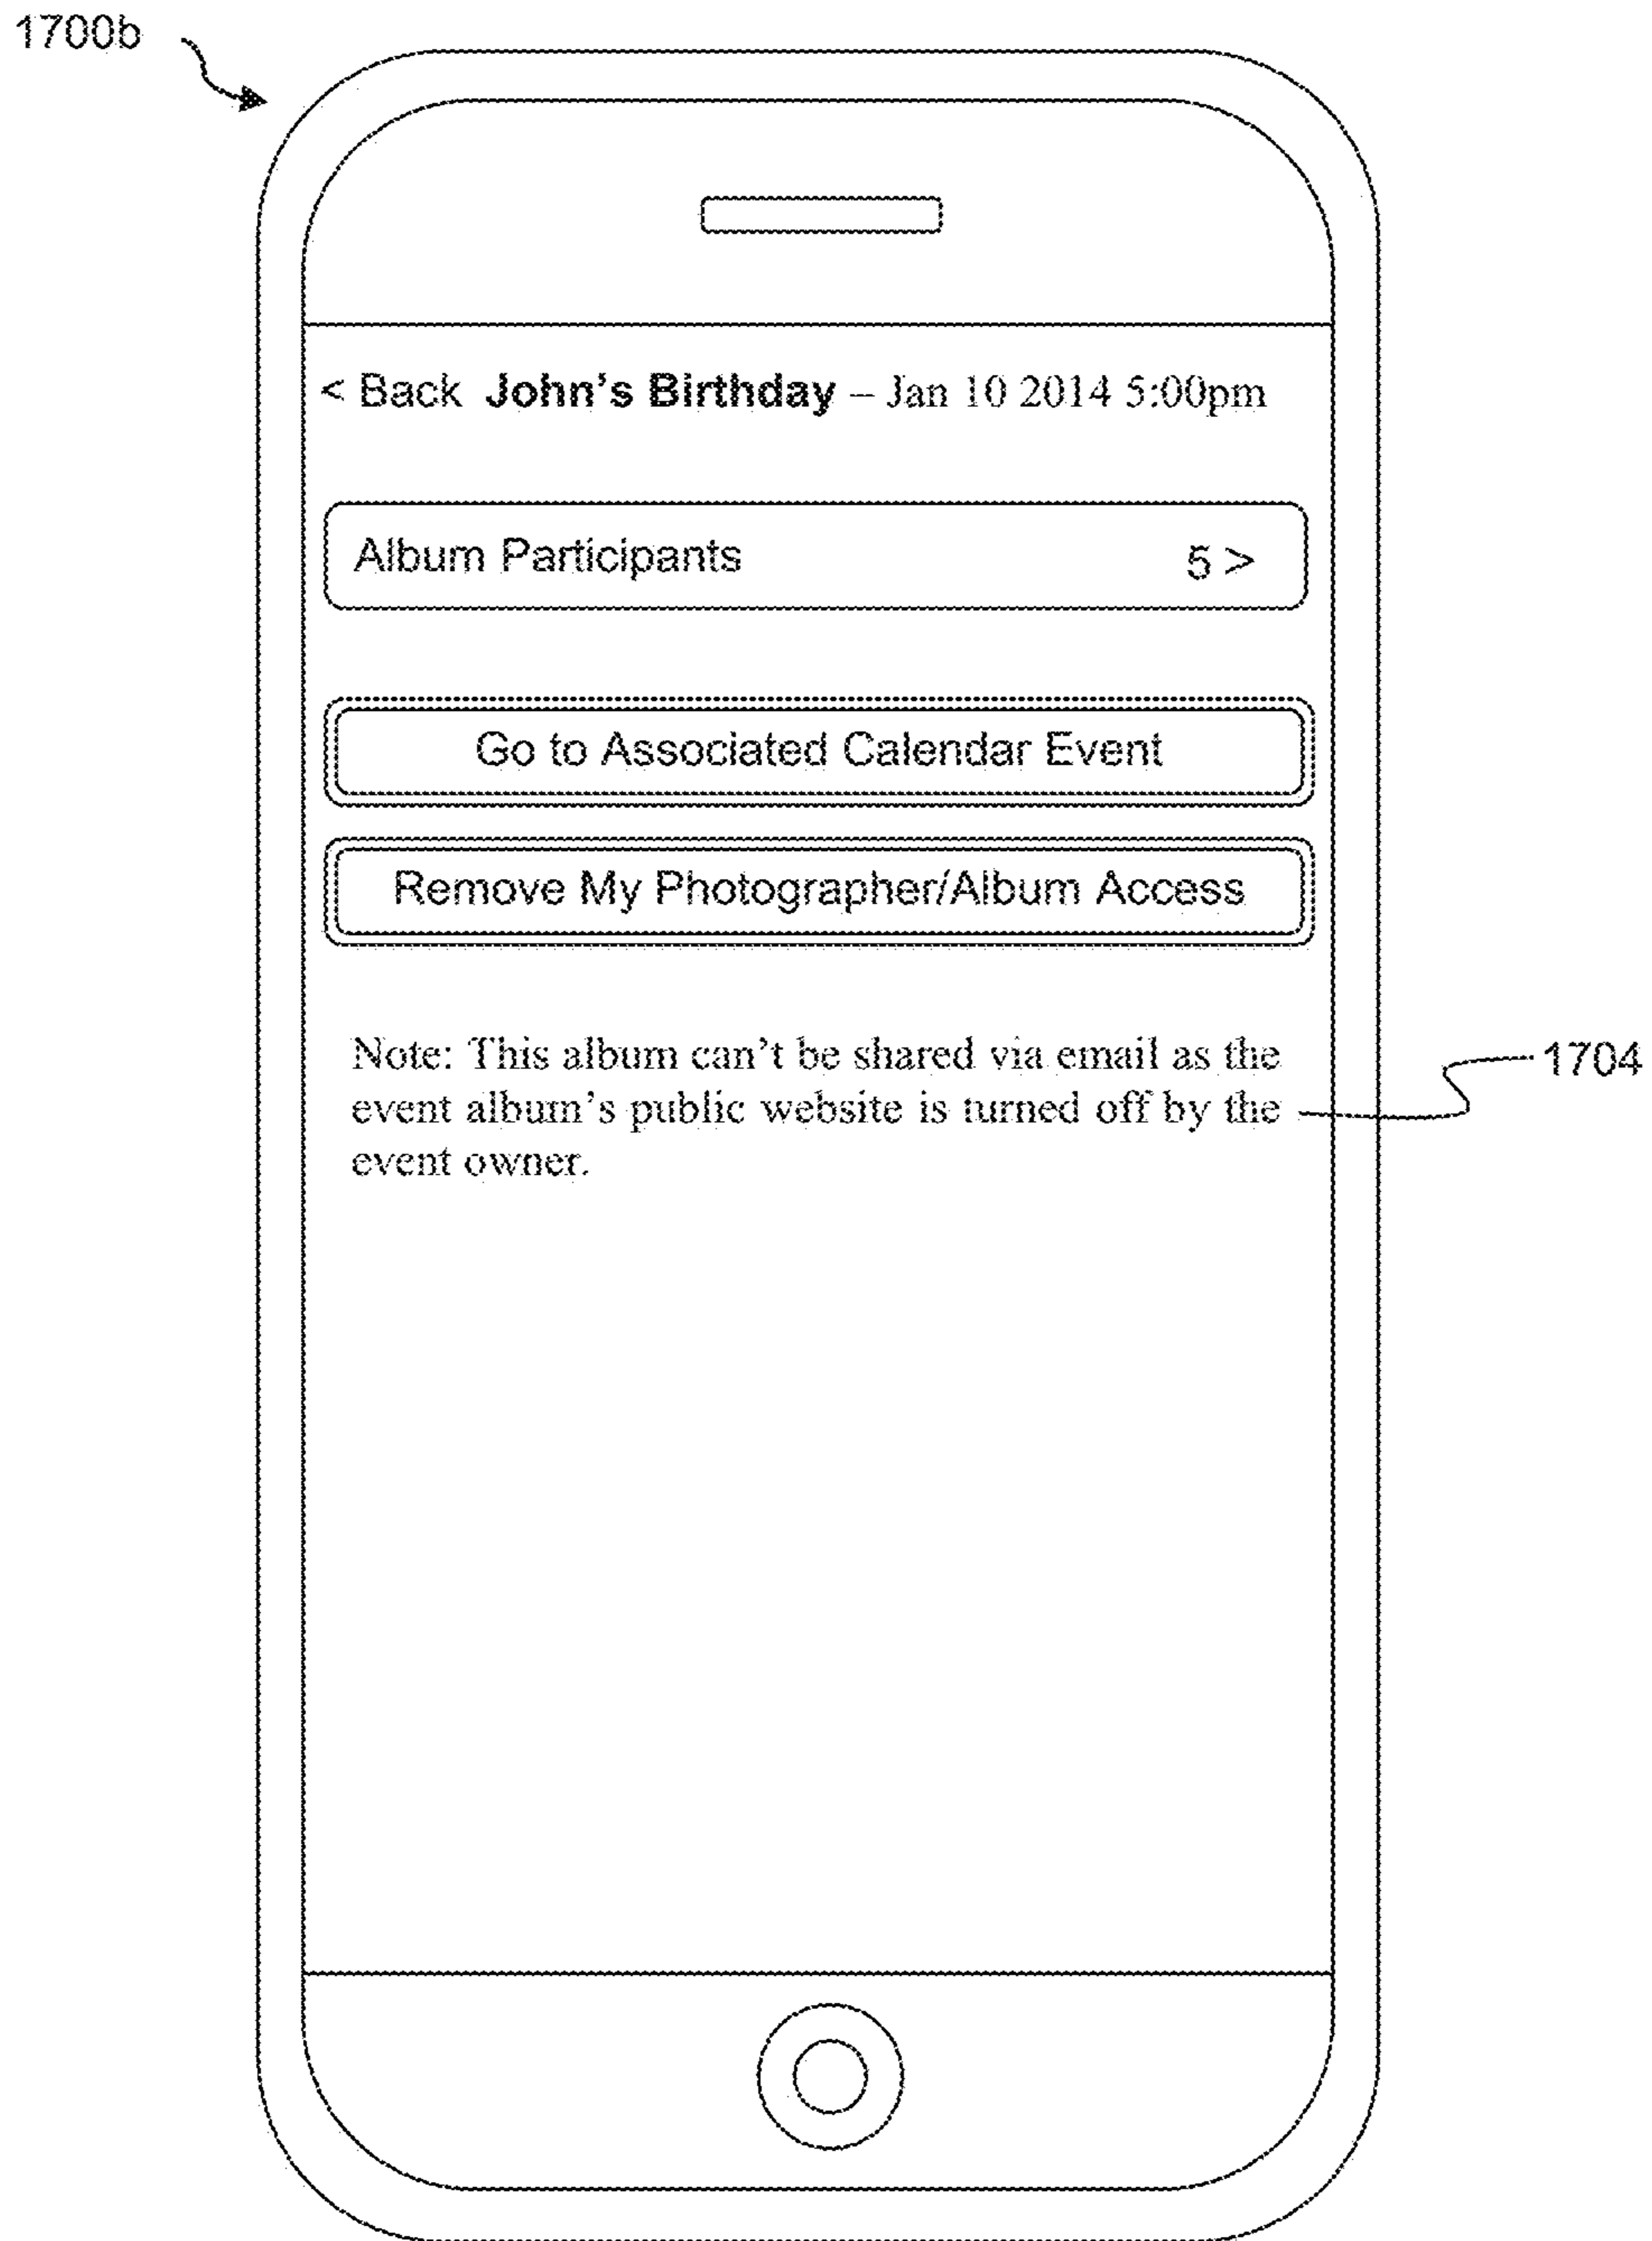 1700b
< Back John's Birthday – Jan 10 2014 5:00pm
Album Participants 5 >
Go to Associated Calendar Event
Remove My Photographer/Album Access
Note: This album can't be shared via email as the
event album's public website is turned off by the
event owner.
1704